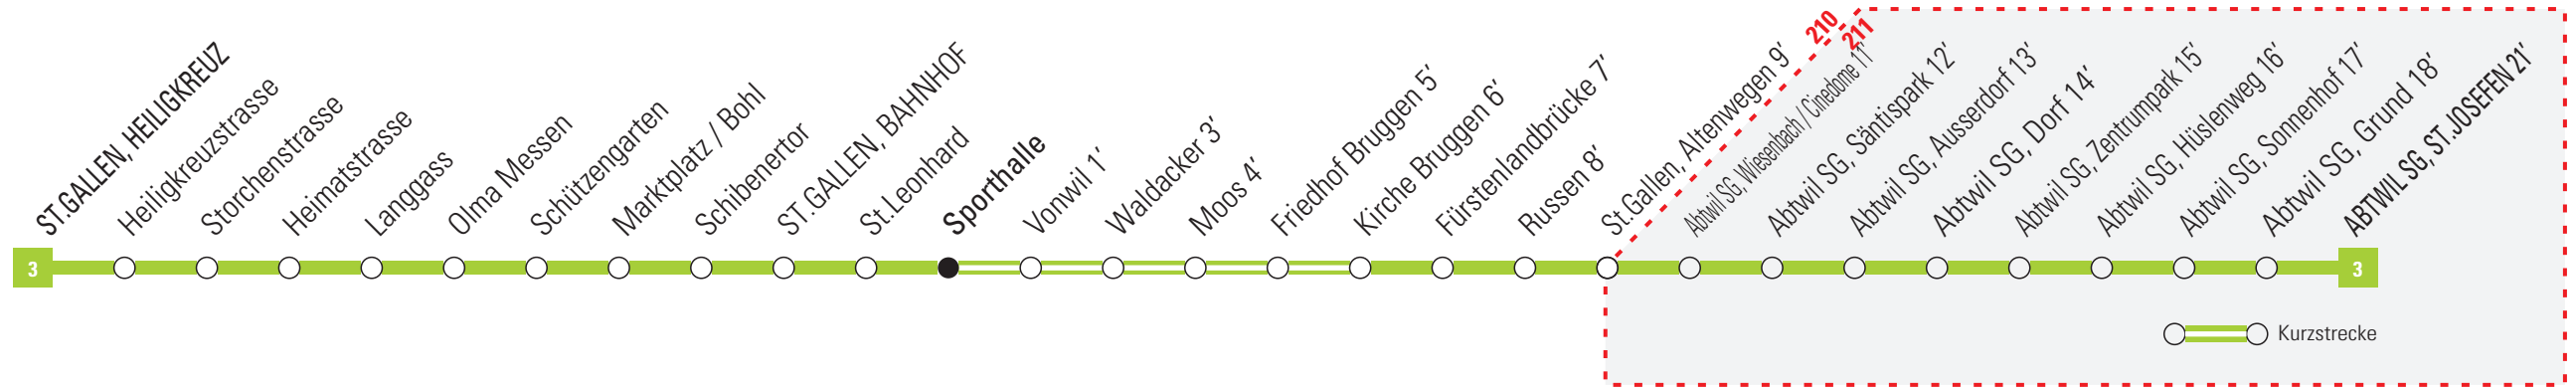 ST.GALLEN, HEILIGKREUZ
Heiligkreuzstrasse
Storchenstrasse
Heimatstrasse
Langgass
Olma Messen
Schützengarten
Marktplatz / Bohl
Schibenertor
ST.GALLEN, BAHNHOF
St.Leonhard
Sporthalle
Vonwil 1′
Waldacker 3′
Moos 4′
Friedhof Bruggen 5′
Kirche Bruggen 6′
Fürstenlandbrücke 7′
Russen 8′
St.Gallen, Altenwegen 9′
210
211
Abtwil SG, Wiesenbach / Cinedome 11′
Abtwil SG, Säntispark 12′
Abtwil SG, Ausserdorf 13′
Abtwil SG, Dorf 14′
Abtwil SG, Zentrumpark 15′
Abtwil SG, Hüslenweg 16′
Abtwil SG, Sonnenhof 17′
Abtwil SG, Grund 18′
ABTWIL SG, ST.JOSEFEN 21′
3
3
Kurzstrecke